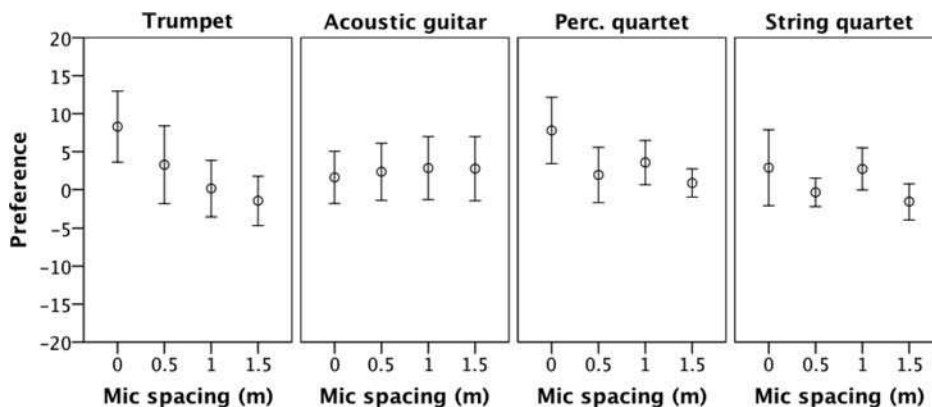 Trumpet Acoustic guitar Perc. quartet String quartet
20
15
10
5
0
−5
−10
−15
−20
Preference
0 0.5 1 1.5 0 0.5 1 1.5 0 0.5 1 1.5 0 0.5 1 1.5
Mic spacing (m) Mic spacing (m) Mic spacing (m) Mic spacing (m)